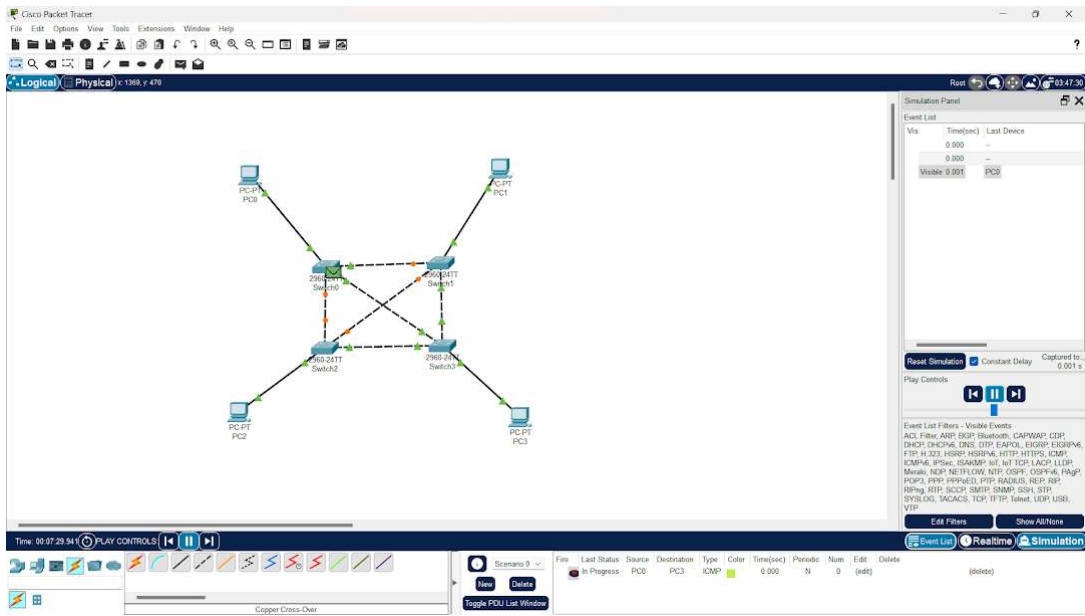 Cisco Packet Tracer
File Edit Options View Tools Extensions Window Help
?
Logical Physical x: 1369, y: 470 Root 03:47:30
Simulation Panel
Event List
Vis. Time(sec) Last Device
0.000 --
0.000 --
Visible 0.001 PC0
PC-PT
PC0
PC-PT
PC1
2960-24TT
Switch0
2960-24TT
Switch1
2960-24TT
Switch2
2960-24TT
Switch3
PC-PT
PC2
PC-PT
PC3
Reset Simulation Constant Delay Captured to:
0.001 s
Play Controls
Event List Filters - Visible Events
ACL Filter, ARP, BGP, Bluetooth, CAPWAP, CDP,
DHCP, DHCPv6, DNS, DTP, EAPOL, EIGRP, EIGRPv6,
FTP, H.323, HSRP, HSRPv6, HTTP, HTTPS, ICMP,
ICMPv6, IPSec, ISAKMP, IoT, IoT TCP, LACP, LLDP,
Meraki, NDP, NETFLOW, NTP, OSPF, OSPFv6, PAgP,
POP3, PPP, PPPoED, PTP, RADIUS, REP, RIP,
RIPng, RTP, SCCP, SMTP, SNMP, SSH, STP,
SYSLOG, TACACS, TCP, TFTP, Telnet, UDP, USB,
VTP
Edit Filters Show All/None
Time: 00:07:29.941 PLAY CONTROLS: Event List Realtime Simulation
Scenario 0
New Delete
Toggle PDU List Window
Fire Last Status Source Destination Type Color Time(sec) Periodic Num Edit Delete
In Progress PC0 PC3 ICMP 0.000 N 0 (edit) (delete)
Copper Cross-Over